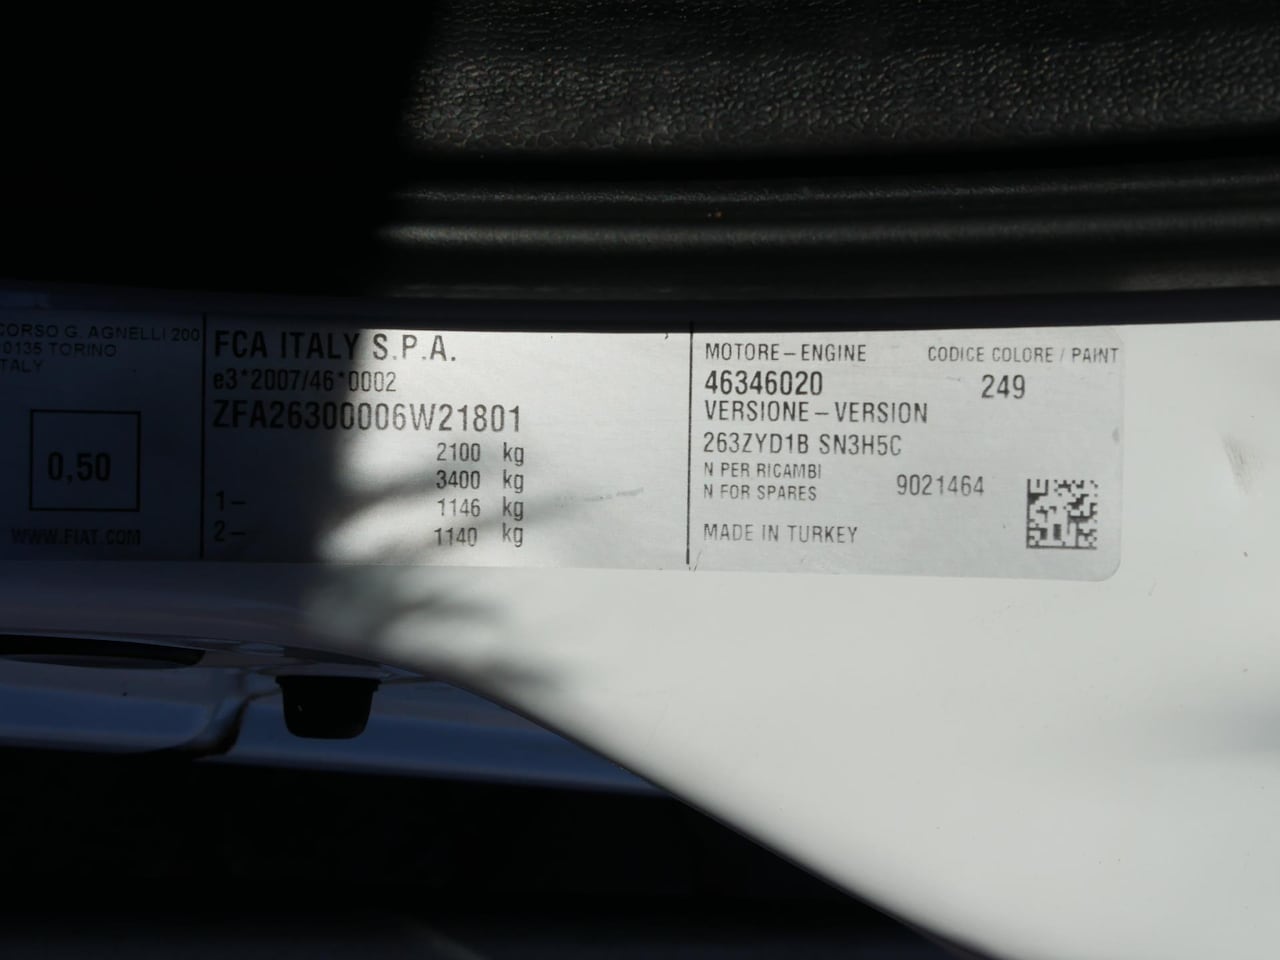 CORSO G. AGNELLI 200
0135 TORINO
ITALY
0,50
WWW.FIAT.COM
FCA ITALY S.P.A.
e3*2007/46*0002
ZFA26300006W21801
2100 kg
3400 kg
1– 1146 kg
2– 1140 kg
MOTORE–ENGINE CODICE COLORE / PAINT
46346020 249
VERSIONE–VERSION
263ZYD1B SN3H5C
N PER RICAMBI
N FOR SPARES 9021464
MADE IN TURKEY